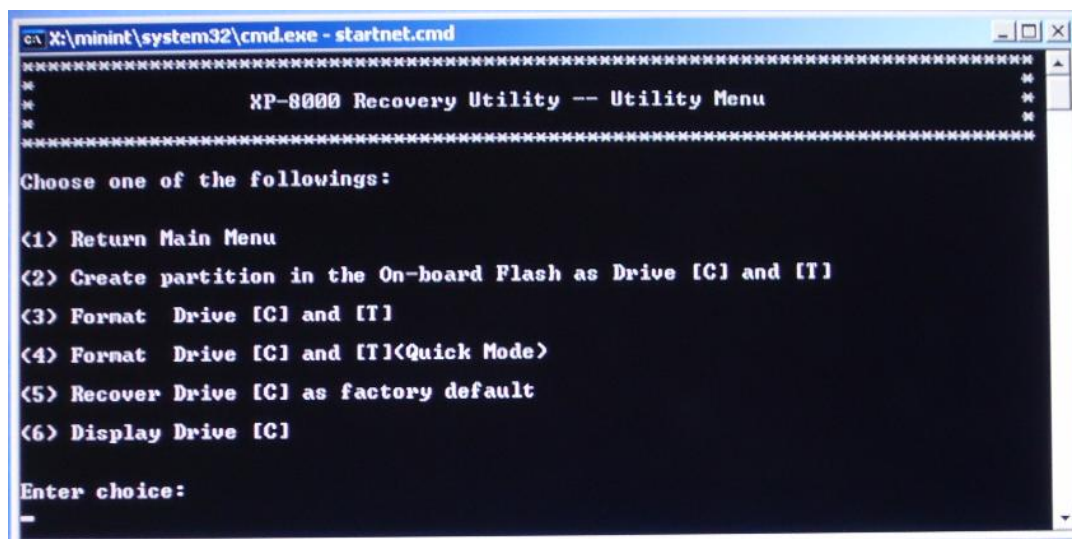 X:\minint\system32\cmd.exe - startnet.cmd
*******************************************************************************
*                                                                             *
*                 XP-8000 Recovery Utility -- Utility Menu                    *
*                                                                             *
*******************************************************************************
Choose one of the followings:
<1> Return Main Menu
<2> Create partition in the On-board Flash as Drive [C] and [T]
<3> Format  Drive [C] and [T]
<4> Format  Drive [C] and [T]<Quick Mode>
<5> Recover Drive [C] as factory default
<6> Display Drive [C]
Enter choice: